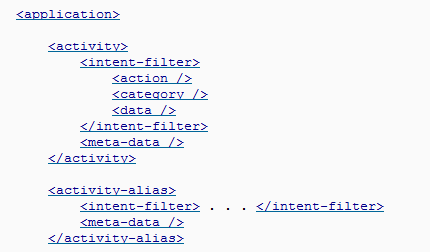 <application>
<activity>
<intent-filter>
<action />
<category />
<data />
</intent-filter>
<meta-data />
</activity>
<activity-alias>
<intent-filter> . . . </intent-filter>
<meta-data />
</activity-alias>